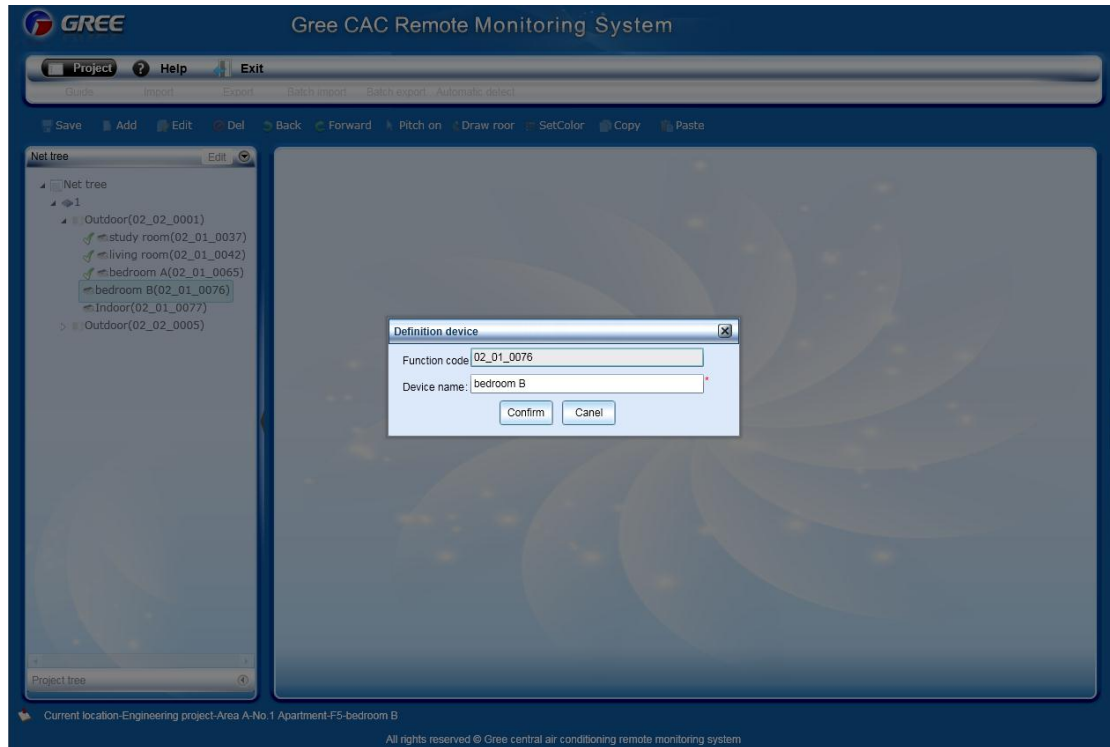 GREE
Gree CAC Remote Monitoring System
Project Help Exit
Guide Import Export Batch import Batch export Automatic detect
Save Add Edit Del Back Forward Pitch on Draw roor SetColor Copy Paste
Net tree Edit
Net tree
1
Outdoor(02_02_0001)
study room(02_01_0037)
living room(02_01_0042)
bedroom A(02_01_0065)
bedroom B(02_01_0076)
Indoor(02_01_0077)
Outdoor(02_02_0005)
Definition device
Function code 02_01_0076
Device name: bedroom B *
Confirm Canel
Project tree
Current location-Engineering project-Area A-No.1 Apartment-F5-bedroom B
All rights reserved © Gree central air conditioning remote monitoring system